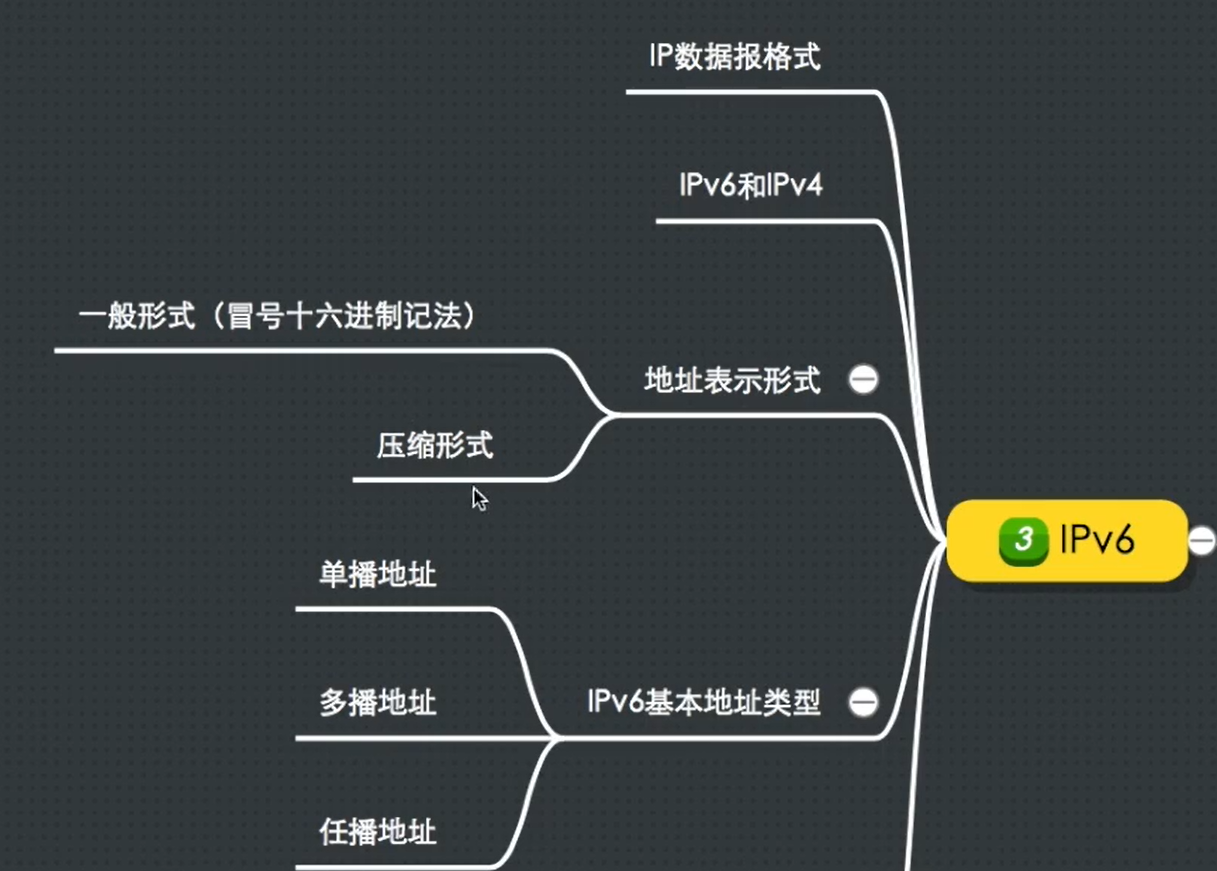 IP数据报格式
IPv6和IPv4
一般形式（冒号十六进制记法）
地址表示形式
压缩形式
3 IPv6
单播地址
多播地址
IPv6基本地址类型
任播地址